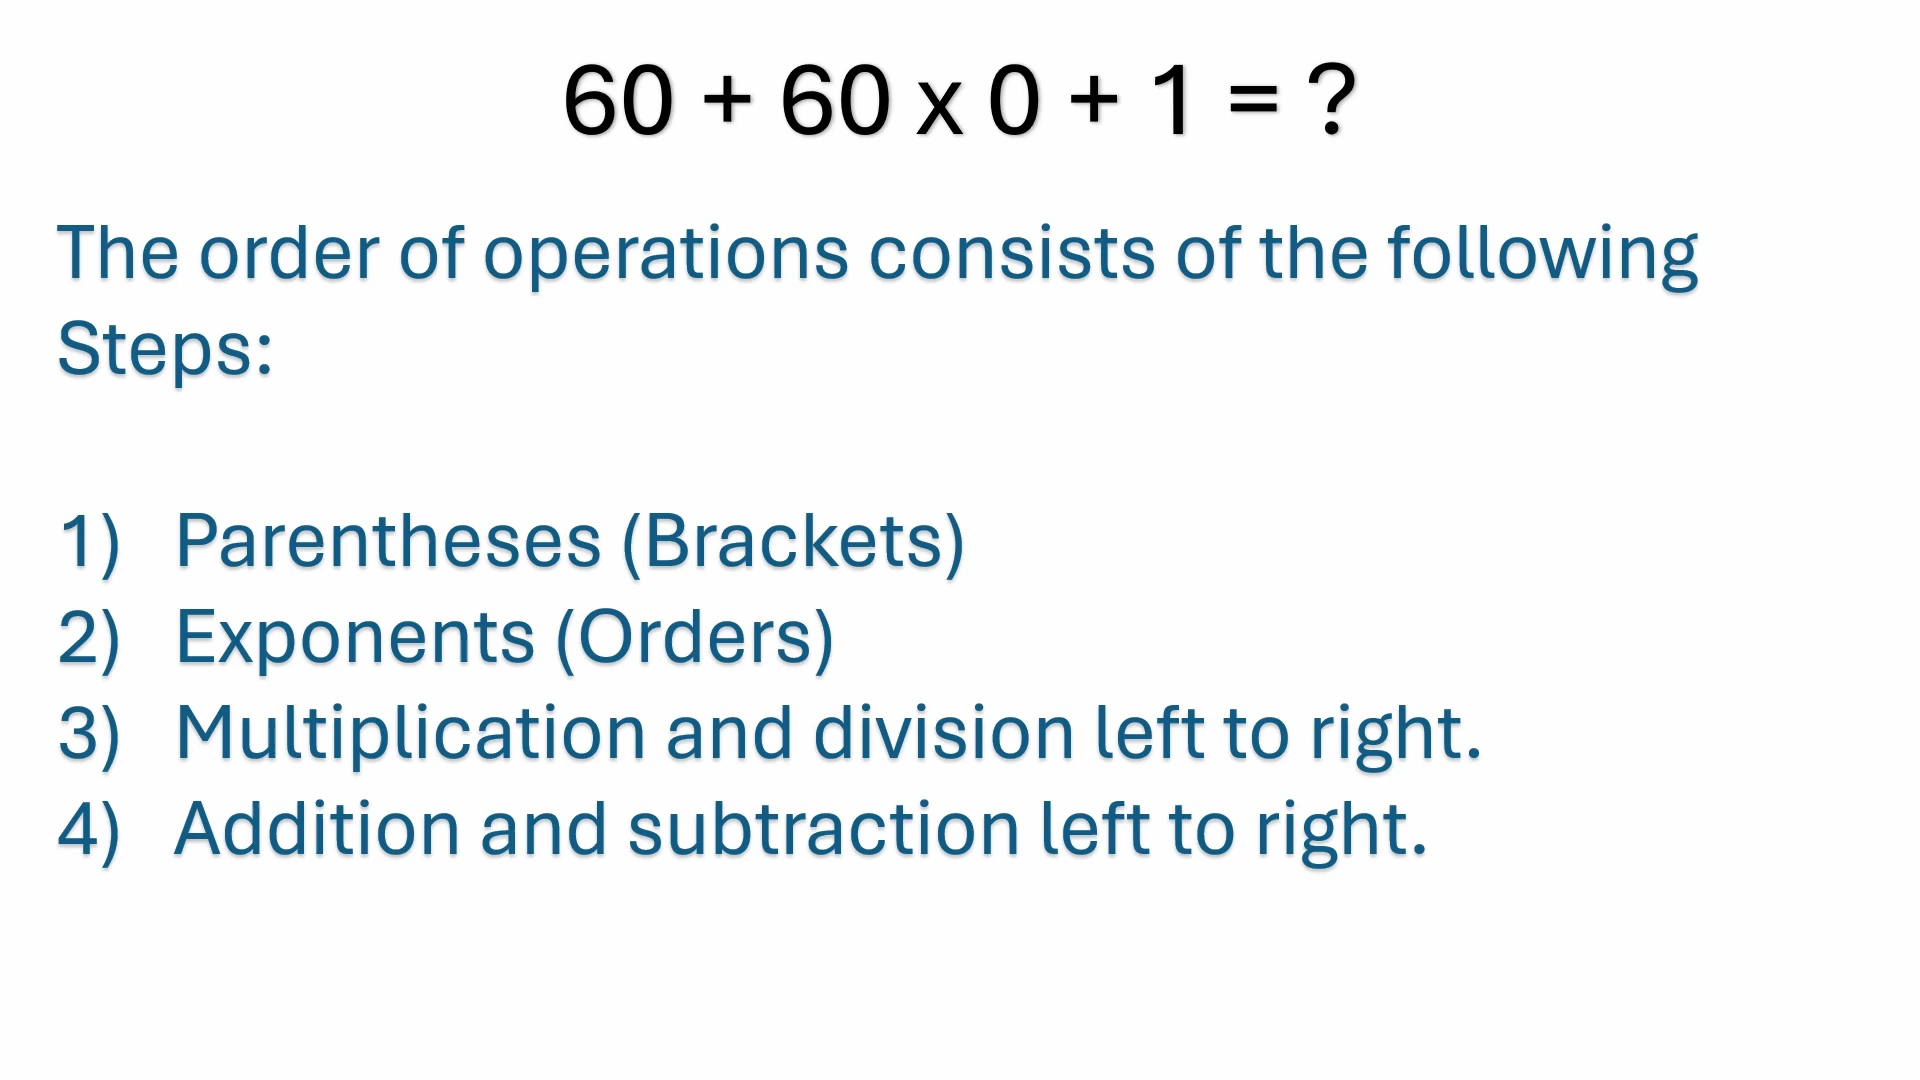 60 + 60 x 0 + 1 = ?
The order of operations consists of the following
Steps:
1) Parentheses (Brackets)
2) Exponents (Orders)
3) Multiplication and division left to right.
4) Addition and subtraction left to right.